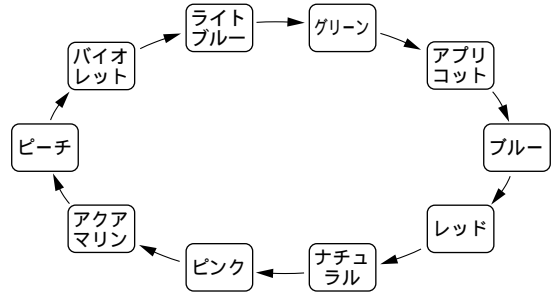 ライト
ブルー
グリーン
アプリ
コット
ブルー
レッド
ナチュ
ラル
ピンク
アクア
マリン
ピーチ
バイオ
レット